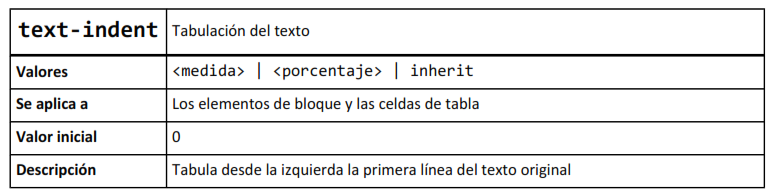 text-indent Tabulación del texto
Valores <medida> | <porcentaje> | inherit
Se aplica a Los elementos de bloque y las celdas de tabla
Valor inicial 0
Descripción Tabula desde la izquierda la primera línea del texto original